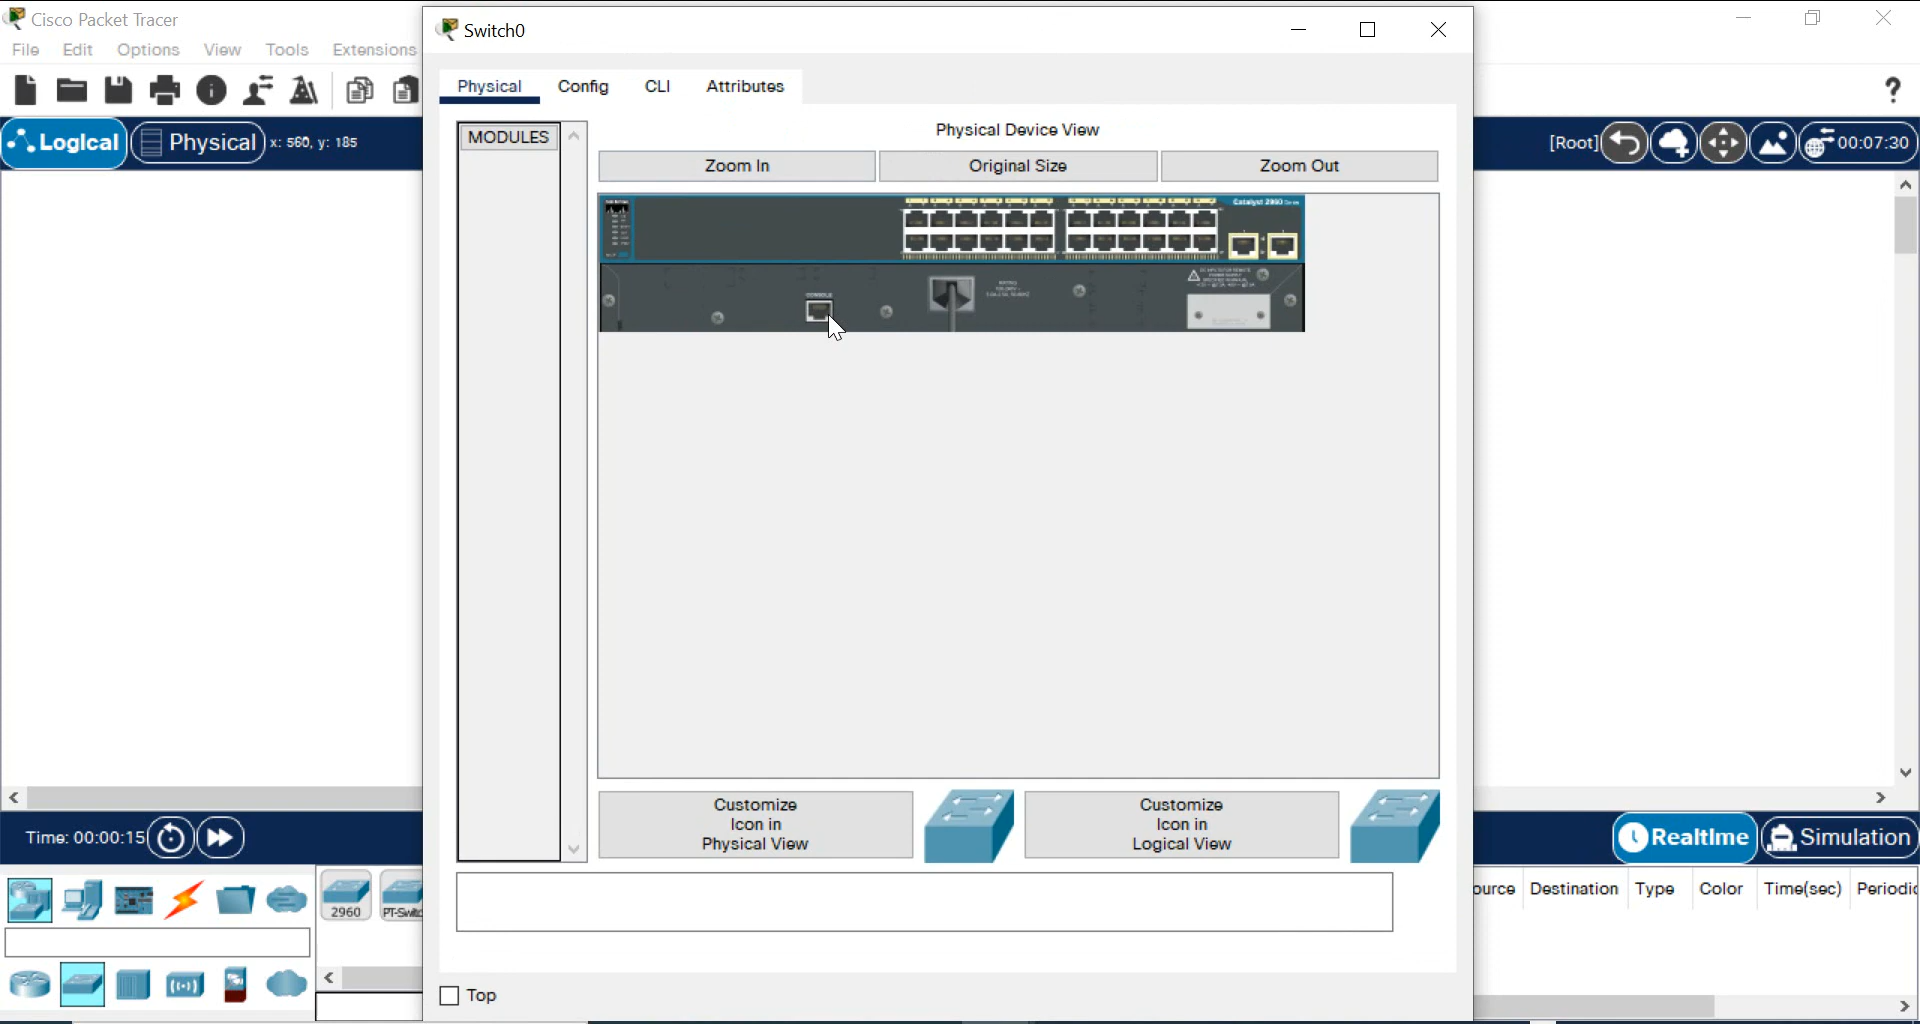 Cisco Packet Tracer
File Edit Options View Tools Extensions
Logical Physical x: 560, y: 185
Switch0
Physical Config CLI Attributes
MODULES
Physical Device View
Zoom In Original Size Zoom Out
Catalyst 2960
CONSOLE
Customize
Icon in
Physical View
Customize
Icon in
Logical View
Top
?
[Root] 00:07:30
Time: 00:00:15
Realtime Simulation
2960 PT-Switc
ource Destination Type Color Time(sec) Periodic